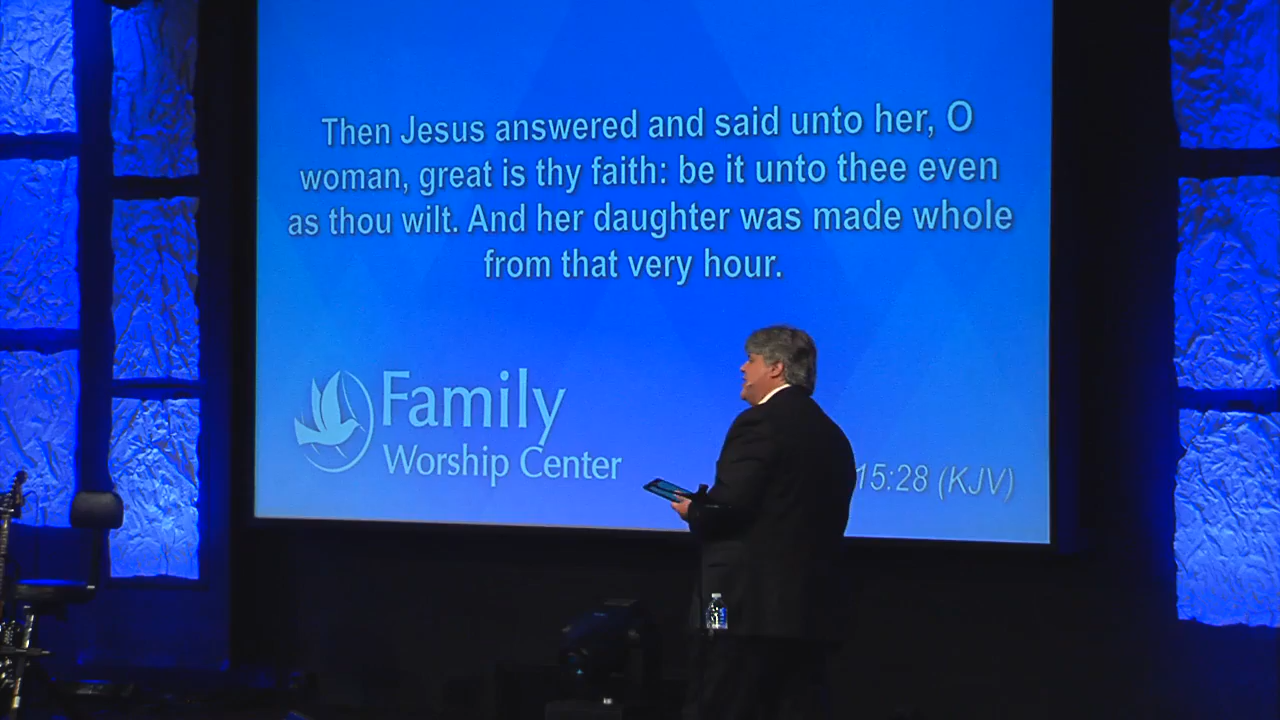 Then Jesus answered and said unto her, O
woman, great is thy faith: be it unto thee even
as thou wilt. And her daughter was made whole
from that very hour.
Family
Worship Center
15:28 (KJV)